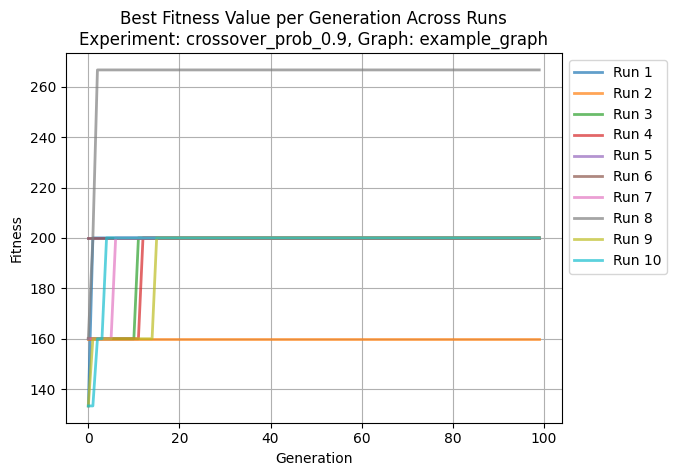 Best Fitness Value per Generation Across Runs
Experiment: crossover_prob_0.9, Graph: example_graph
Fitness
260
240
220
200
180
160
140
0
20
40
60
80
100
Generation
Run 1
Run 2
Run 3
Run 4
Run 5
Run 6
Run 7
Run 8
Run 9
Run 10